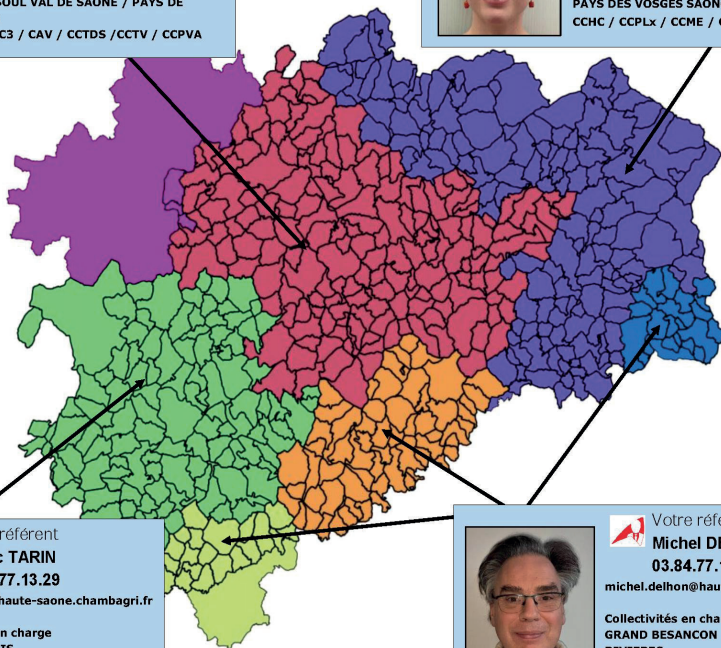 SOUL VAL DE SAONE / PAYS DE
C3 / CAV / CCTDS /CCTV / CCPVA
PAYS DES VOSGES SAON
CCHC / CCPLx / CCME /
référent
TARIN
77.13.29
haute-saone.chambagri.fr
n charge
Votre réfé
Michel D
03.84.77.
michel.delhon@hau
Collectivités en cha
GRAND BESANCON